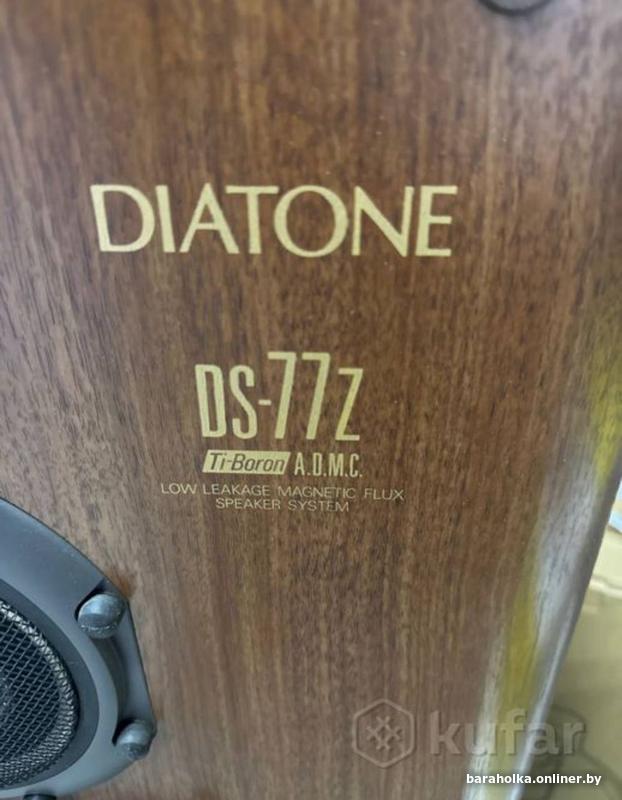 DIATONE
DS-77Z
Ti-Boron A.D.M.C.
LOW LEAKAGE MAGNETIC FLUX
SPEAKER SYSTEM
kufar
baraholka.onliner.by